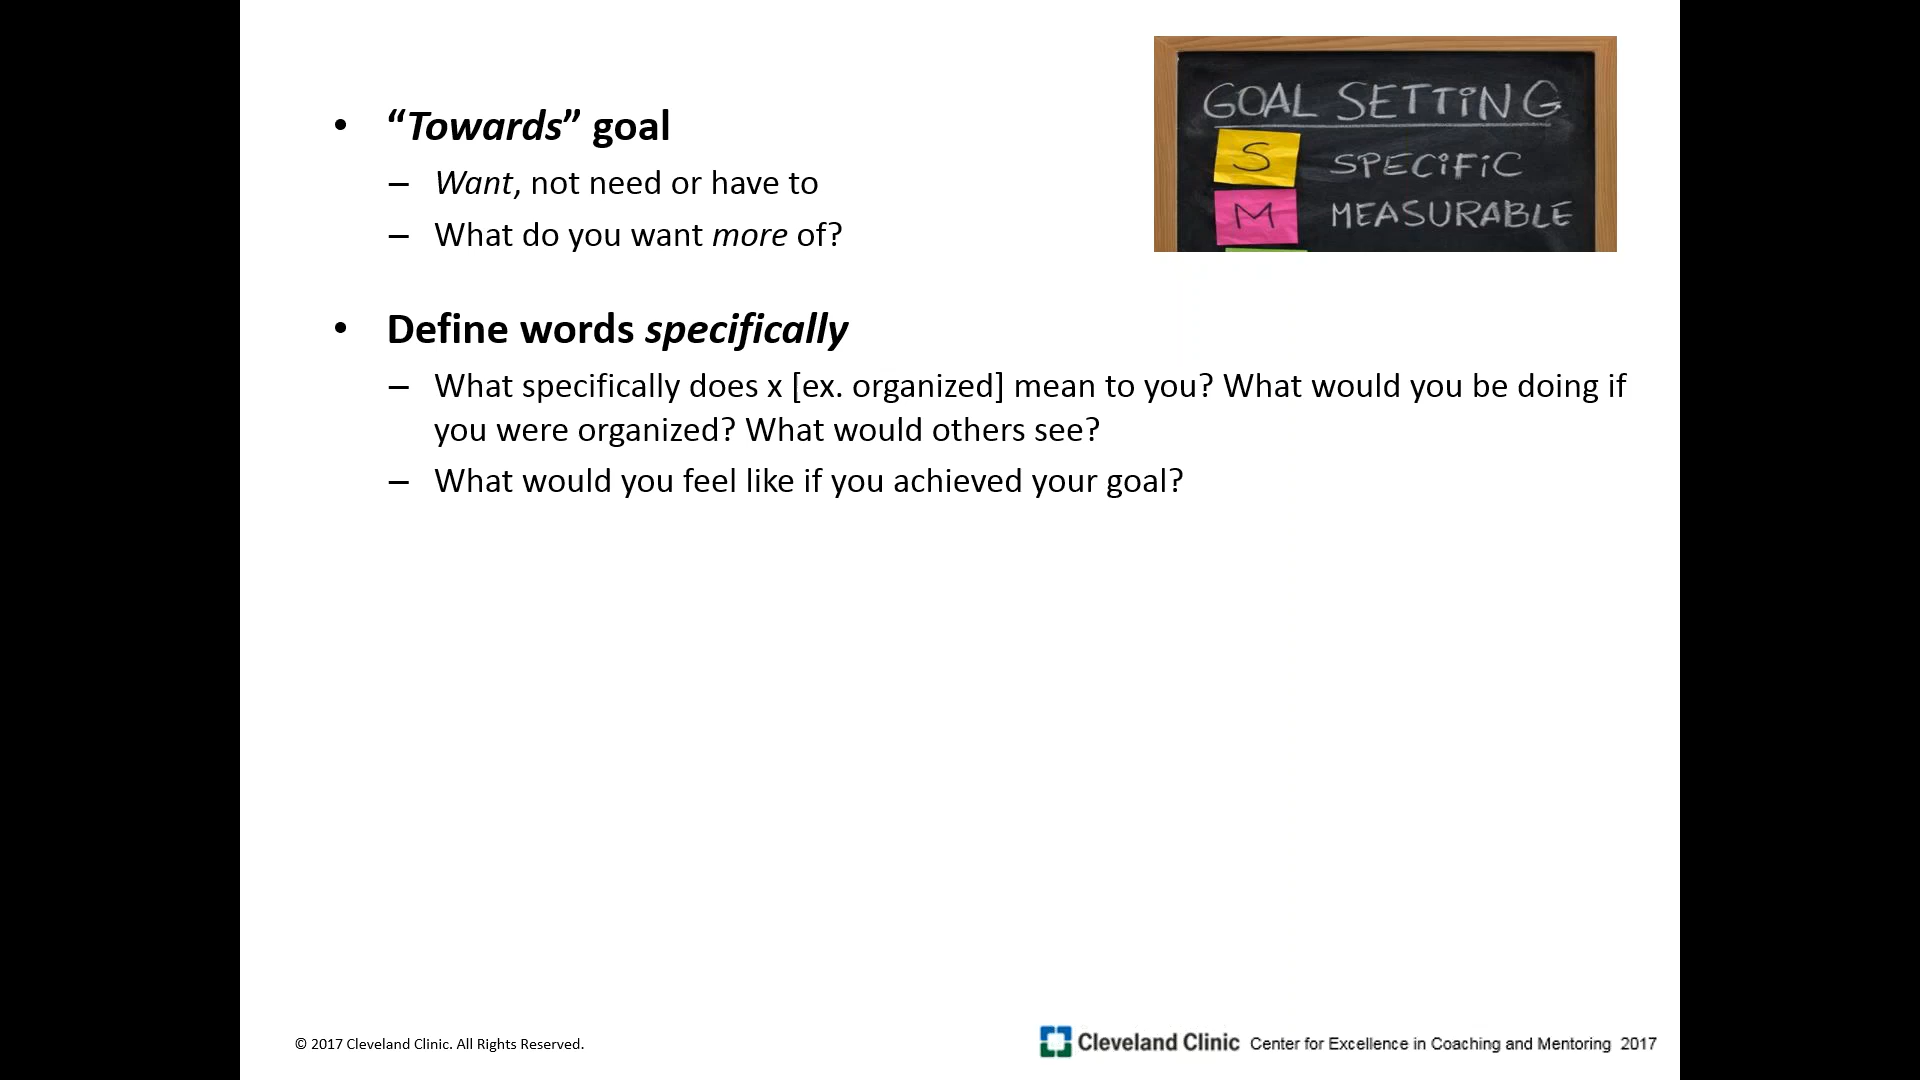 • “Towards” goal
– Want, not need or have to
– What do you want more of?
• Define words specifically
– What specifically does x [ex. organized] mean to you? What would you be doing if
you were organized? What would others see?
– What would you feel like if you achieved your goal?
GOAL SETTiNG
S SPECiFiC
M MEASURABLE
© 2017 Cleveland Clinic. All Rights Reserved.
Cleveland Clinic Center for Excellence in Coaching and Mentoring 2017